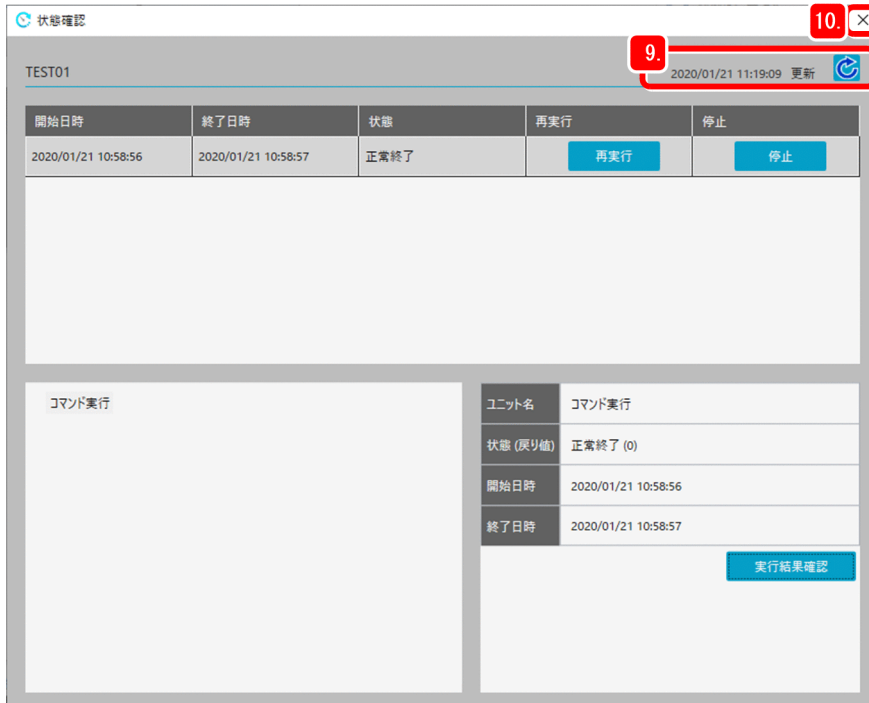 状態確認
10.
9.
TEST01
2020/01/21 11:19:09 更新
開始日時 終了日時 状態 再実行 停止
2020/01/21 10:58:56 2020/01/21 10:58:57 正常終了 再実行 停止
コマンド実行
ユニット名 コマンド実行
状態 (戻り値) 正常終了 (0)
開始日時 2020/01/21 10:58:56
終了日時 2020/01/21 10:58:57
実行結果確認